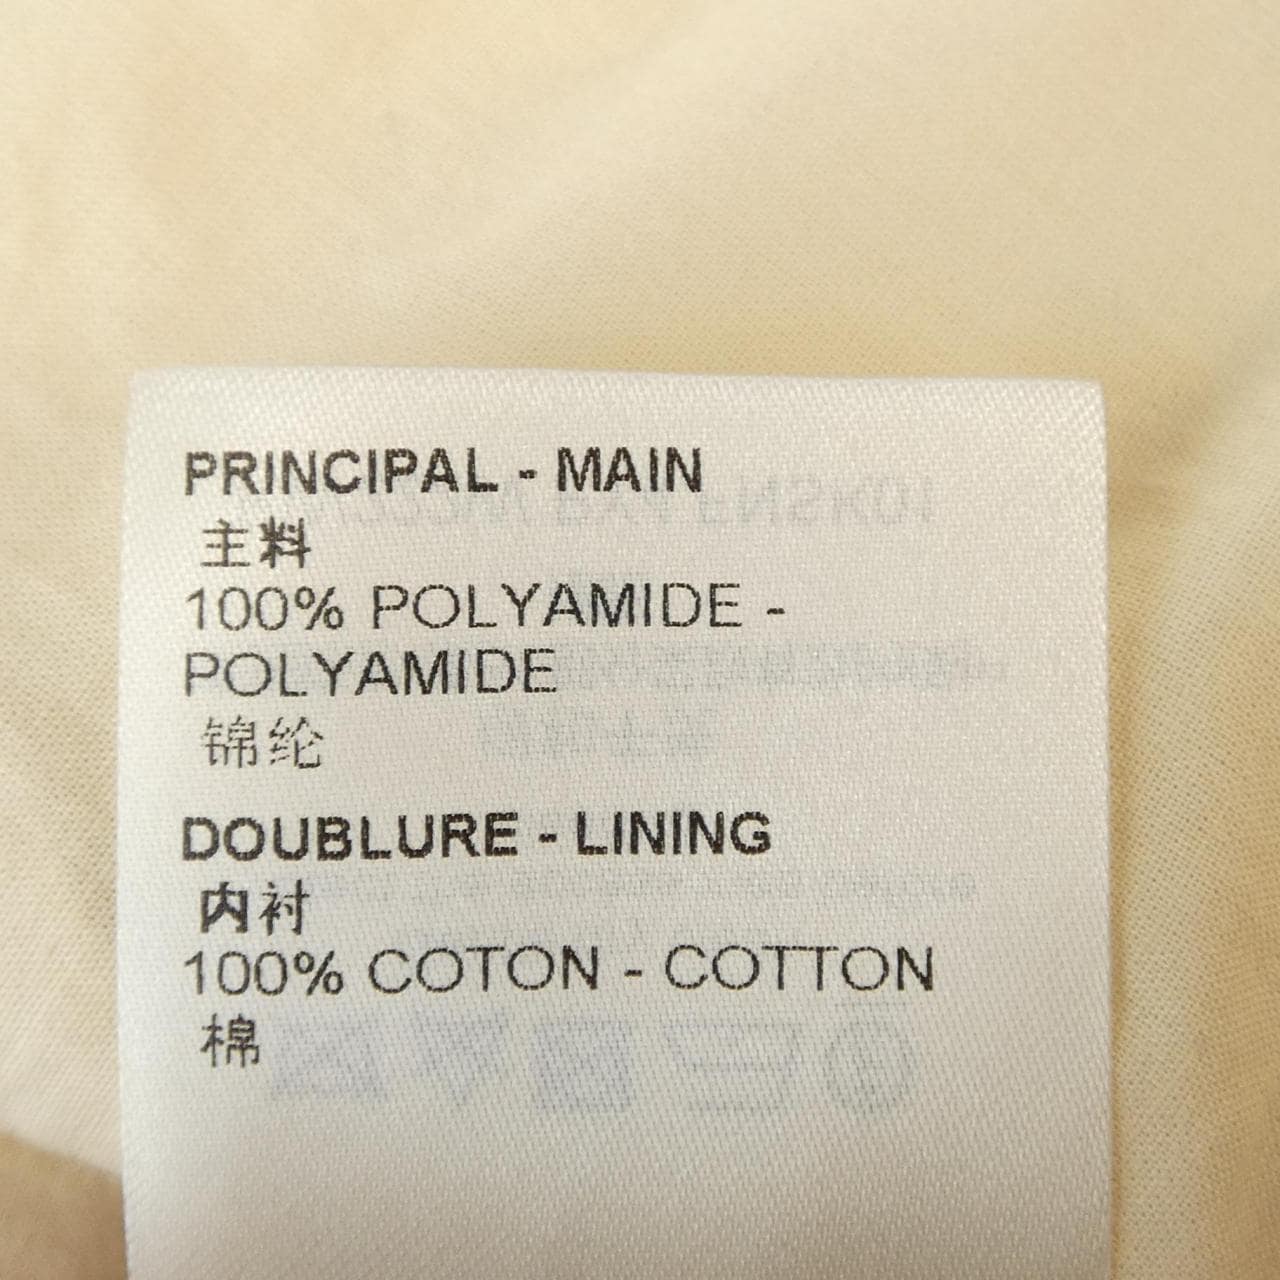 PRINCIPAL - MAIN
主料
100% POLYAMIDE -
POLYAMIDE
锦纶
DOUBLURE - LINING
内衬
100% COTON - COTTON
棉